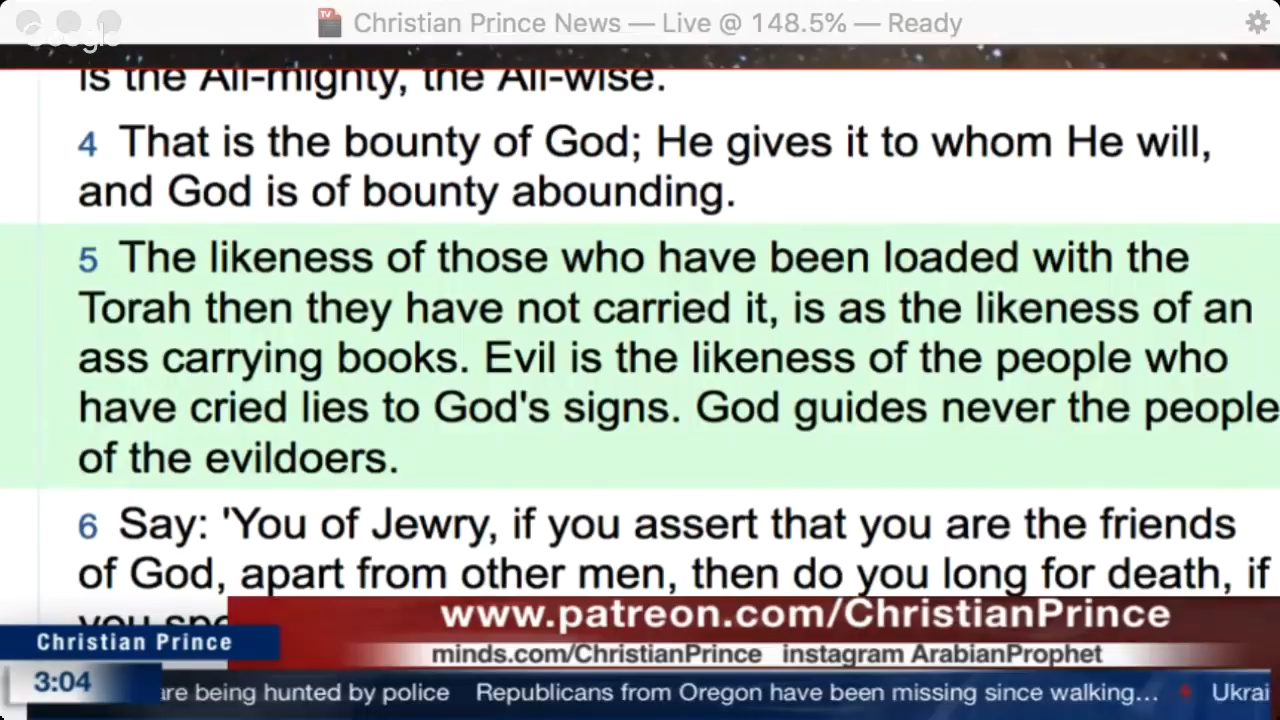 Christian Prince News — Live @ 148.5% — Ready
Google
TV
is the All-mighty, the All-wise.
4 That is the bounty of God; He gives it to whom He will,
and God is of bounty abounding.
5 The likeness of those who have been loaded with the
Torah then they have not carried it, is as the likeness of an
ass carrying books. Evil is the likeness of the people who
have cried lies to God's signs. God guides never the people
of the evildoers.
6 Say: 'You of Jewry, if you assert that you are the friends
of God, apart from other men, then do you long for death, if
you spe
www.patreon.com/ChristianPrince
Christian Prince
minds.com/ChristianPrince instagram ArabianProphet
3:04
are being hunted by police Republicans from Oregon have been missing since walking... Ukrai